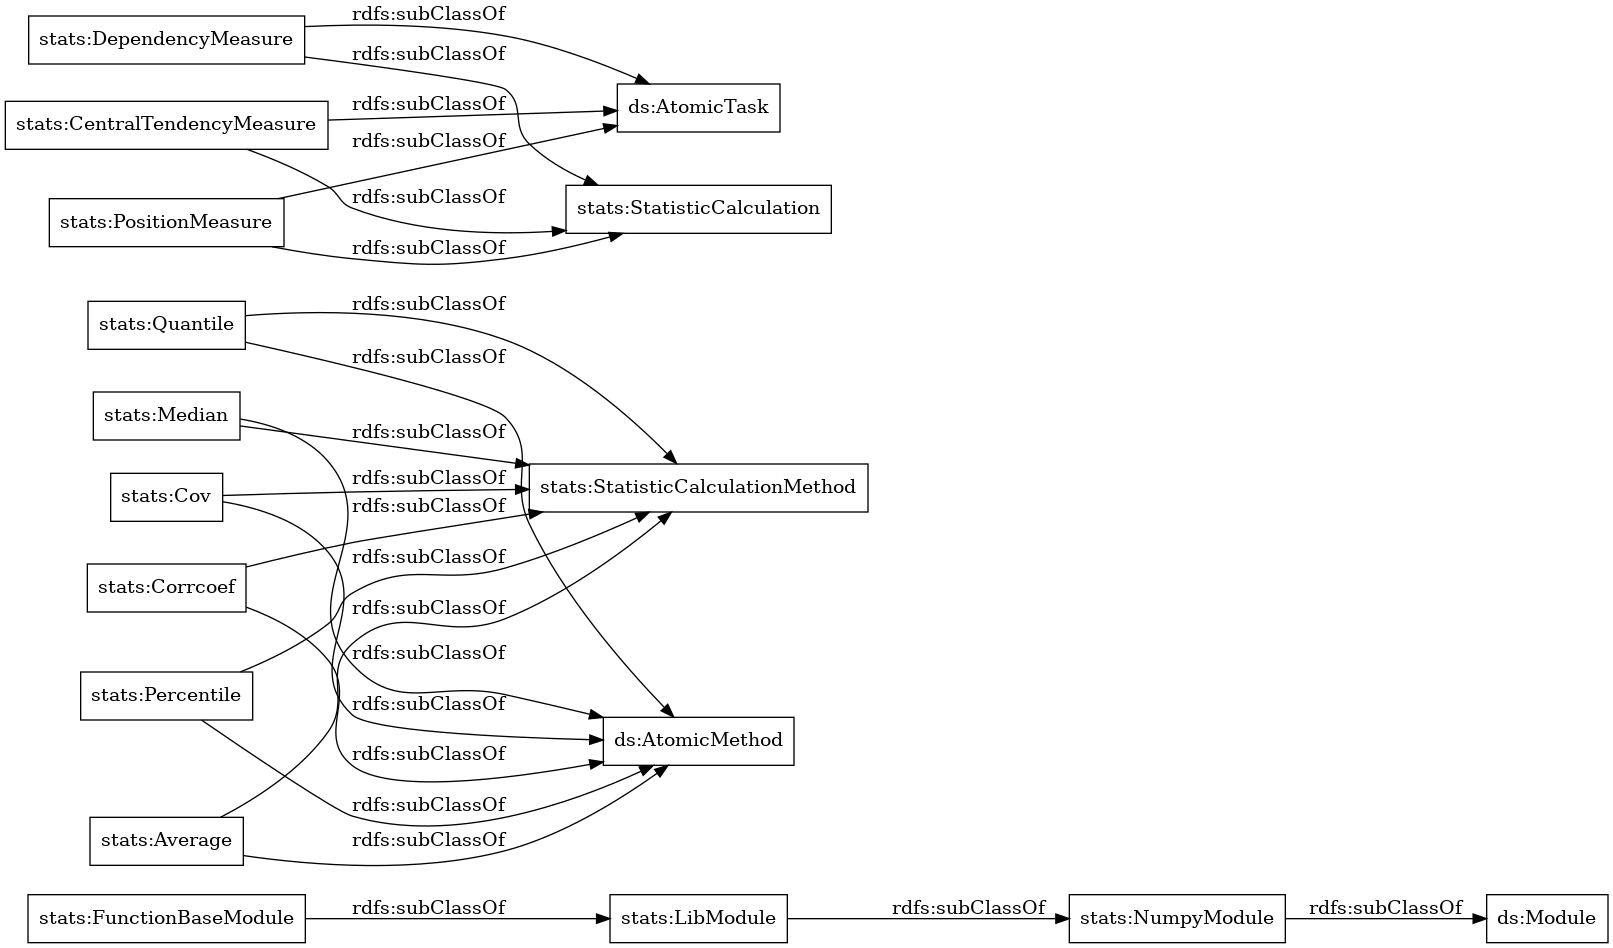 rdfs:subClassOf
stats:DependencyMeasure
rdfs:subClassOf
rdfs:subClassOf
ds:AtomicTask
stats:CentralTendencyMeasure
rdfs:subClassOf
rdfs:subClassOf
stats:StatisticCalculation
stats:PositionMeasure
rdfs:subClassOf
rdfs:subClassOf
stats:Quantile
rdfs:subClassOf
stats:Median
rdfs:subClassOf
rdfs:subClassOf
stats:StatisticCalculationMethod
stats:Cov
rdfs:subClassOf
rdfs:subClassOf
stats:Corrcoef
rdfs:subClassOf
rdfs:subClassOf
stats:Percentile
rdfs:subClassOf
ds:AtomicMethod
rdfs:subClassOf
rdfs:subClassOf
stats:Average
rdfs:subClassOf
stats:FunctionBaseModule
rdfs:subClassOf
stats:LibModule
rdfs:subClassOf
stats:NumpyModule
rdfs:subClassOf
ds:Module